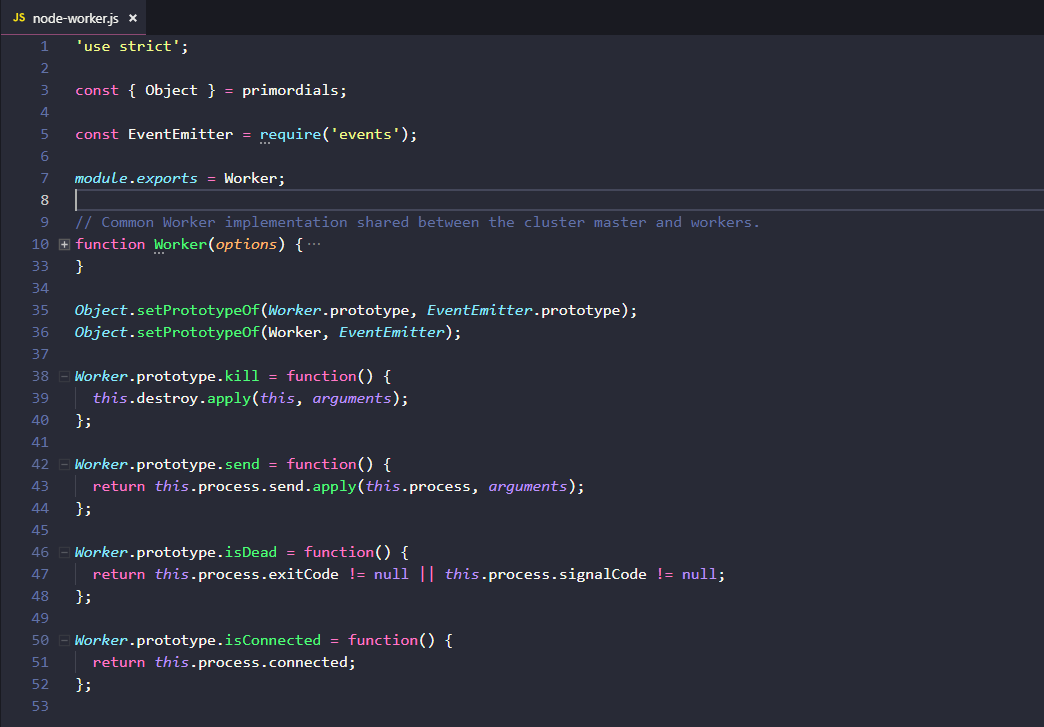 JS node-worker.js ×
1 'use strict';
2
3 const { Object } = primordials;
4
5 const EventEmitter = require('events');
6
7 module.exports = Worker;
8
9 // Common Worker implementation shared between the cluster master and workers.
10 function Worker(options) { ···
33 }
34
35 Object.setPrototypeOf(Worker.prototype, EventEmitter.prototype);
36 Object.setPrototypeOf(Worker, EventEmitter);
37
38 Worker.prototype.kill = function() {
39   this.destroy.apply(this, arguments);
40 };
41
42 Worker.prototype.send = function() {
43   return this.process.send.apply(this.process, arguments);
44 };
45
46 Worker.prototype.isDead = function() {
47   return this.process.exitCode != null || this.process.signalCode != null;
48 };
49
50 Worker.prototype.isConnected = function() {
51   return this.process.connected;
52 };
53